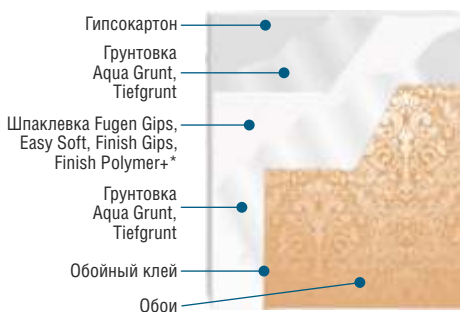 Гипсокартон
Грунтовка
Aqua Grunt,
Tiefgrunt
Шпаклевка Fugen Gips,
Easy Soft, Finish Gips,
Finish Polymer+*
Грунтовка
Aqua Grunt,
Tiefgrunt
Обойный клей
Обои